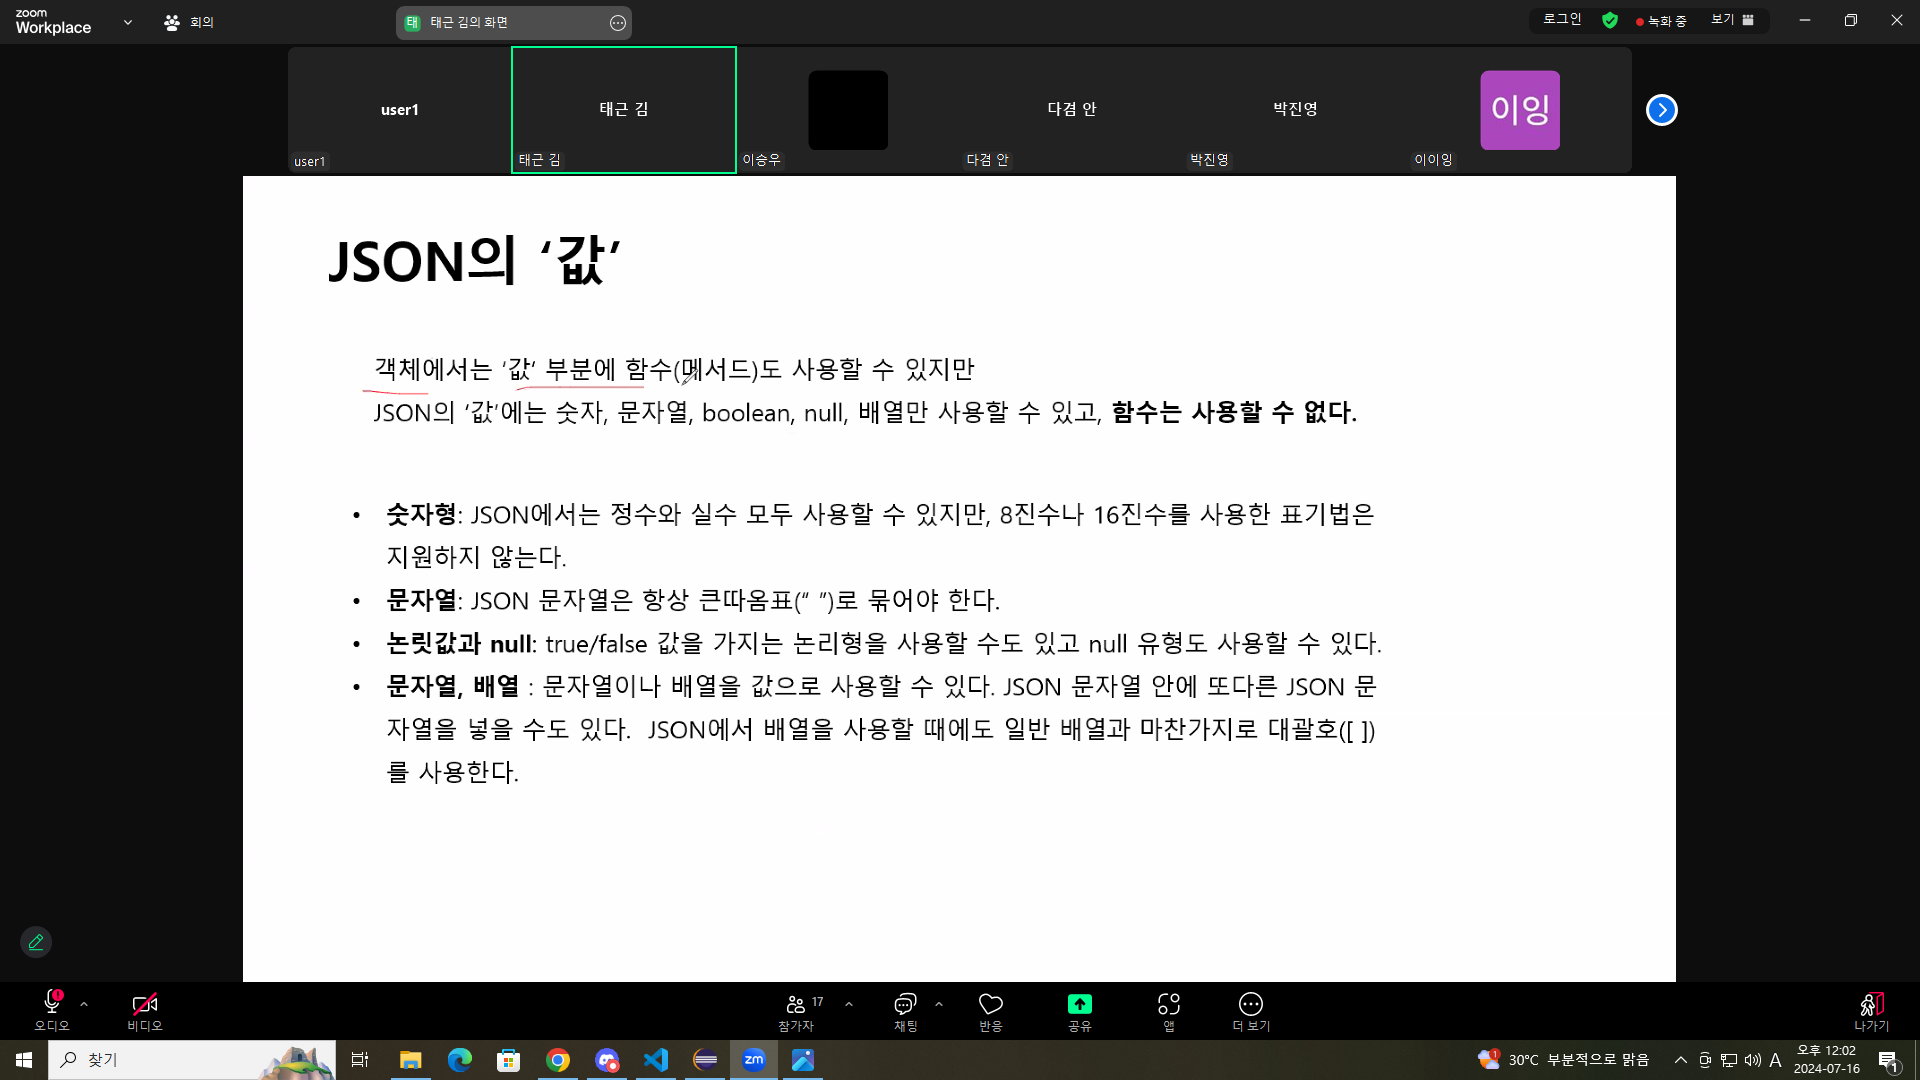 zoom
Workplace
회의
태
태근 김의 화면
로그인
녹화 중
보기
user1
태근 김
다겸 안
박진영
이잉
user1
태근 김
이승우
다겸 안
박진영
이이잉
JSON의 ‘값’
객체에서는 ‘값’ 부분에 함수(메서드)도 사용할 수 있지만
JSON의 ‘값’에는 숫자, 문자열, boolean, null, 배열만 사용할 수 있고, 함수는 사용할 수 없다.
• 숫자형: JSON에서는 정수와 실수 모두 사용할 수 있지만, 8진수나 16진수를 사용한 표기법은
지원하지 않는다.
• 문자열: JSON 문자열은 항상 큰따옴표(“ ”)로 묶어야 한다.
• 논릿값과 null: true/false 값을 가지는 논리형을 사용할 수도 있고 null 유형도 사용할 수 있다.
• 문자열, 배열 : 문자열이나 배열을 값으로 사용할 수 있다. JSON 문자열 안에 또다른 JSON 문
자열을 넣을 수도 있다. JSON에서 배열을 사용할 때에도 일반 배열과 마찬가지로 대괄호([ ])
를 사용한다.
오디오
비디오
17
참가자
채팅
반응
공유
앱
더 보기
나가기
찾기
zm
1
30°C 부분적으로 맑음
A
오후 12:02
2024-07-16
1